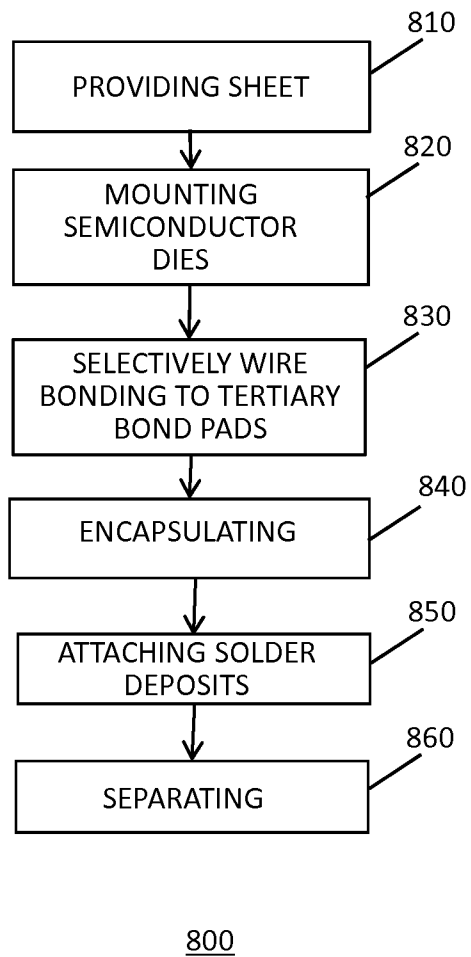 810
PROVIDING SHEET
820
MOUNTING
SEMICONDUCTOR
DIES
830
SELECTIVELY WIRE
BONDING TO TERTIARY
BOND PADS
840
ENCAPSULATING
850
ATTACHING SOLDER
DEPOSITS
860
SEPARATING
800